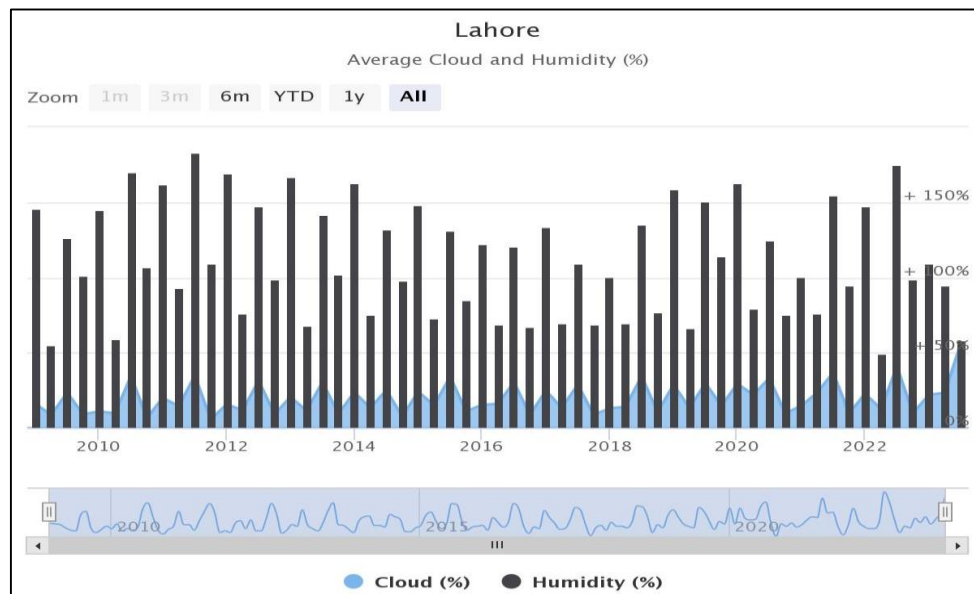 Lahore
Average Cloud and Humidity (%)
Zoom 1m 3m 6m YTD 1y All
+ 150%
+ 100%
+ 50%
0%
2010 2012 2014 2016 2018 2020 2022
2010 2015 2020
Cloud (%) Humidity (%)